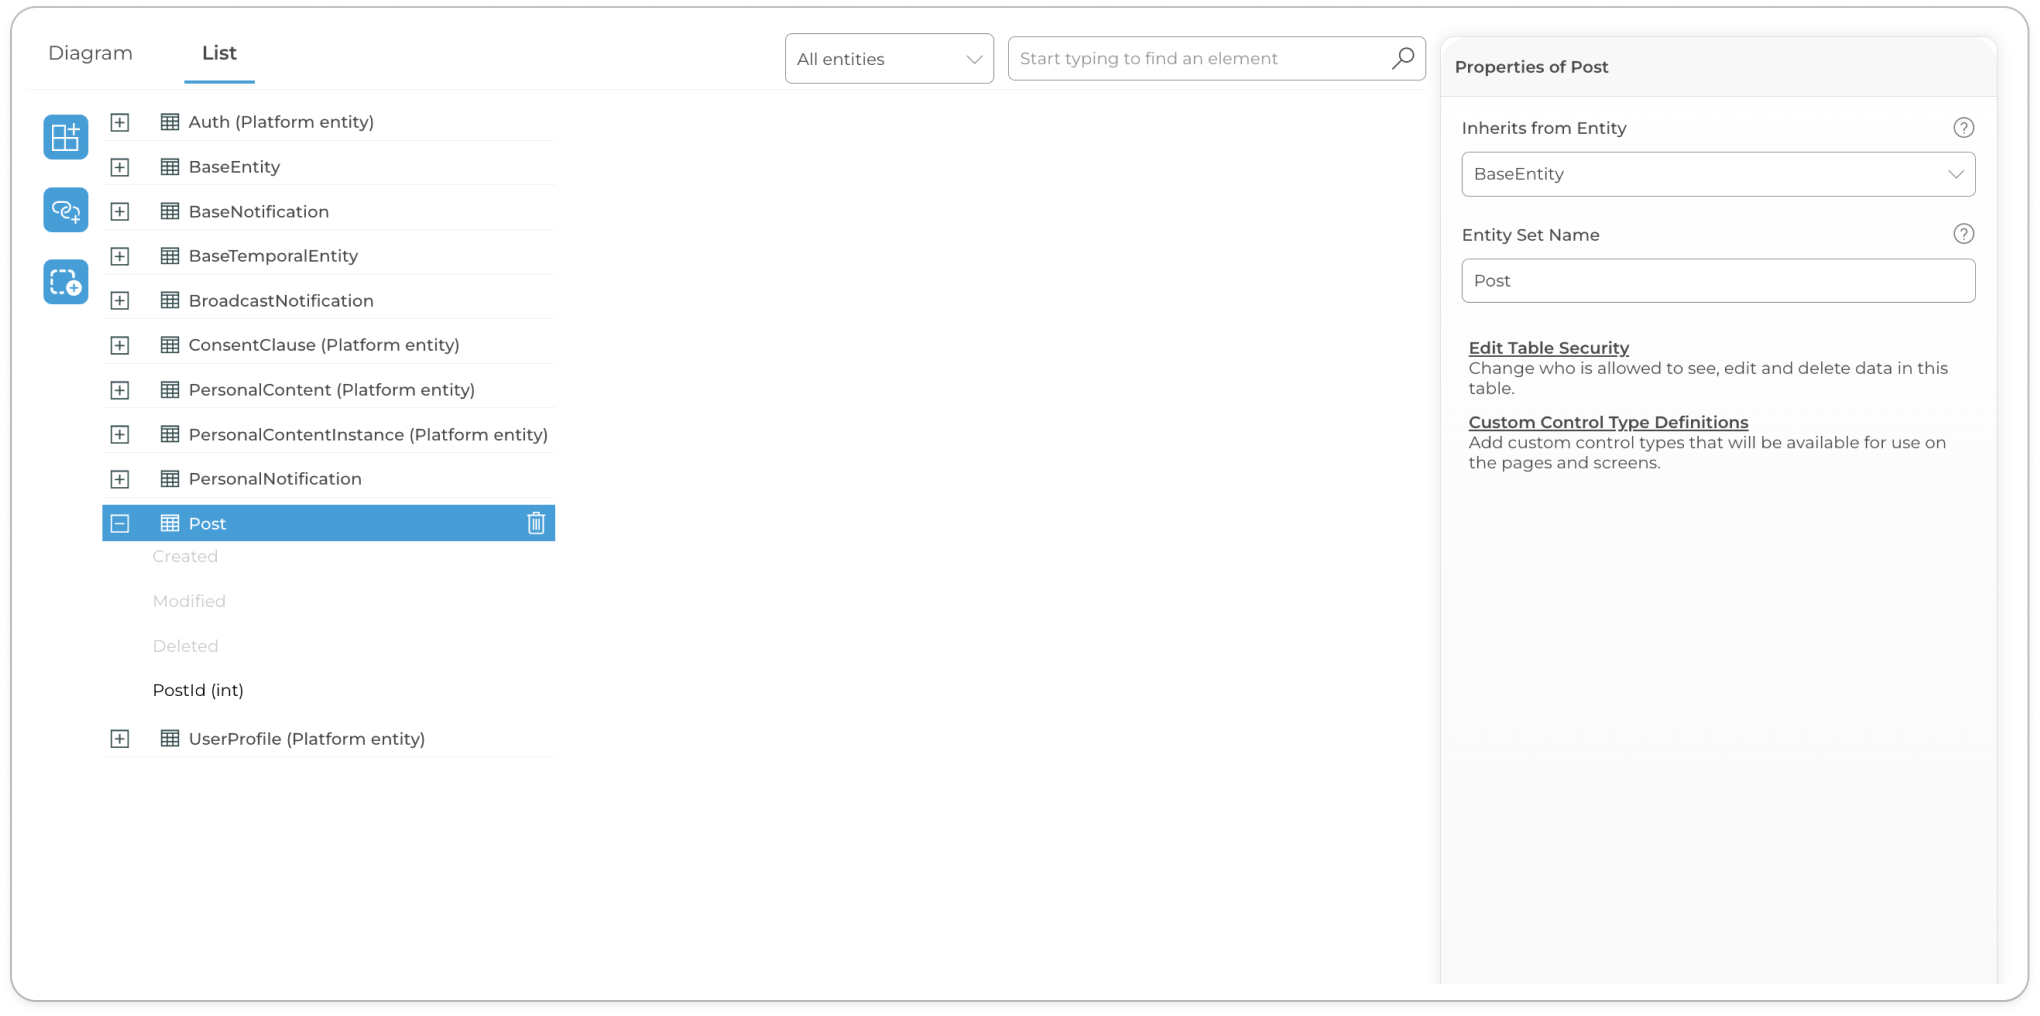 Diagram
List
All entities
Start typing to find an element
Auth (Platform entity)
BaseEntity
BaseNotification
BaseTemporalEntity
BroadcastNotification
ConsentClause (Platform entity)
PersonalContent (Platform entity)
PersonalContentInstance (Platform entity)
PersonalNotification
Post
Created
Modified
Deleted
PostId (int)
UserProfile (Platform entity)
Properties of Post
Inherits from Entity
?
BaseEntity
Entity Set Name
?
Post
Edit Table Security
Change who is allowed to see, edit and delete data in this
table.
Custom Control Type Definitions
Add custom control types that will be available for use on
the pages and screens.